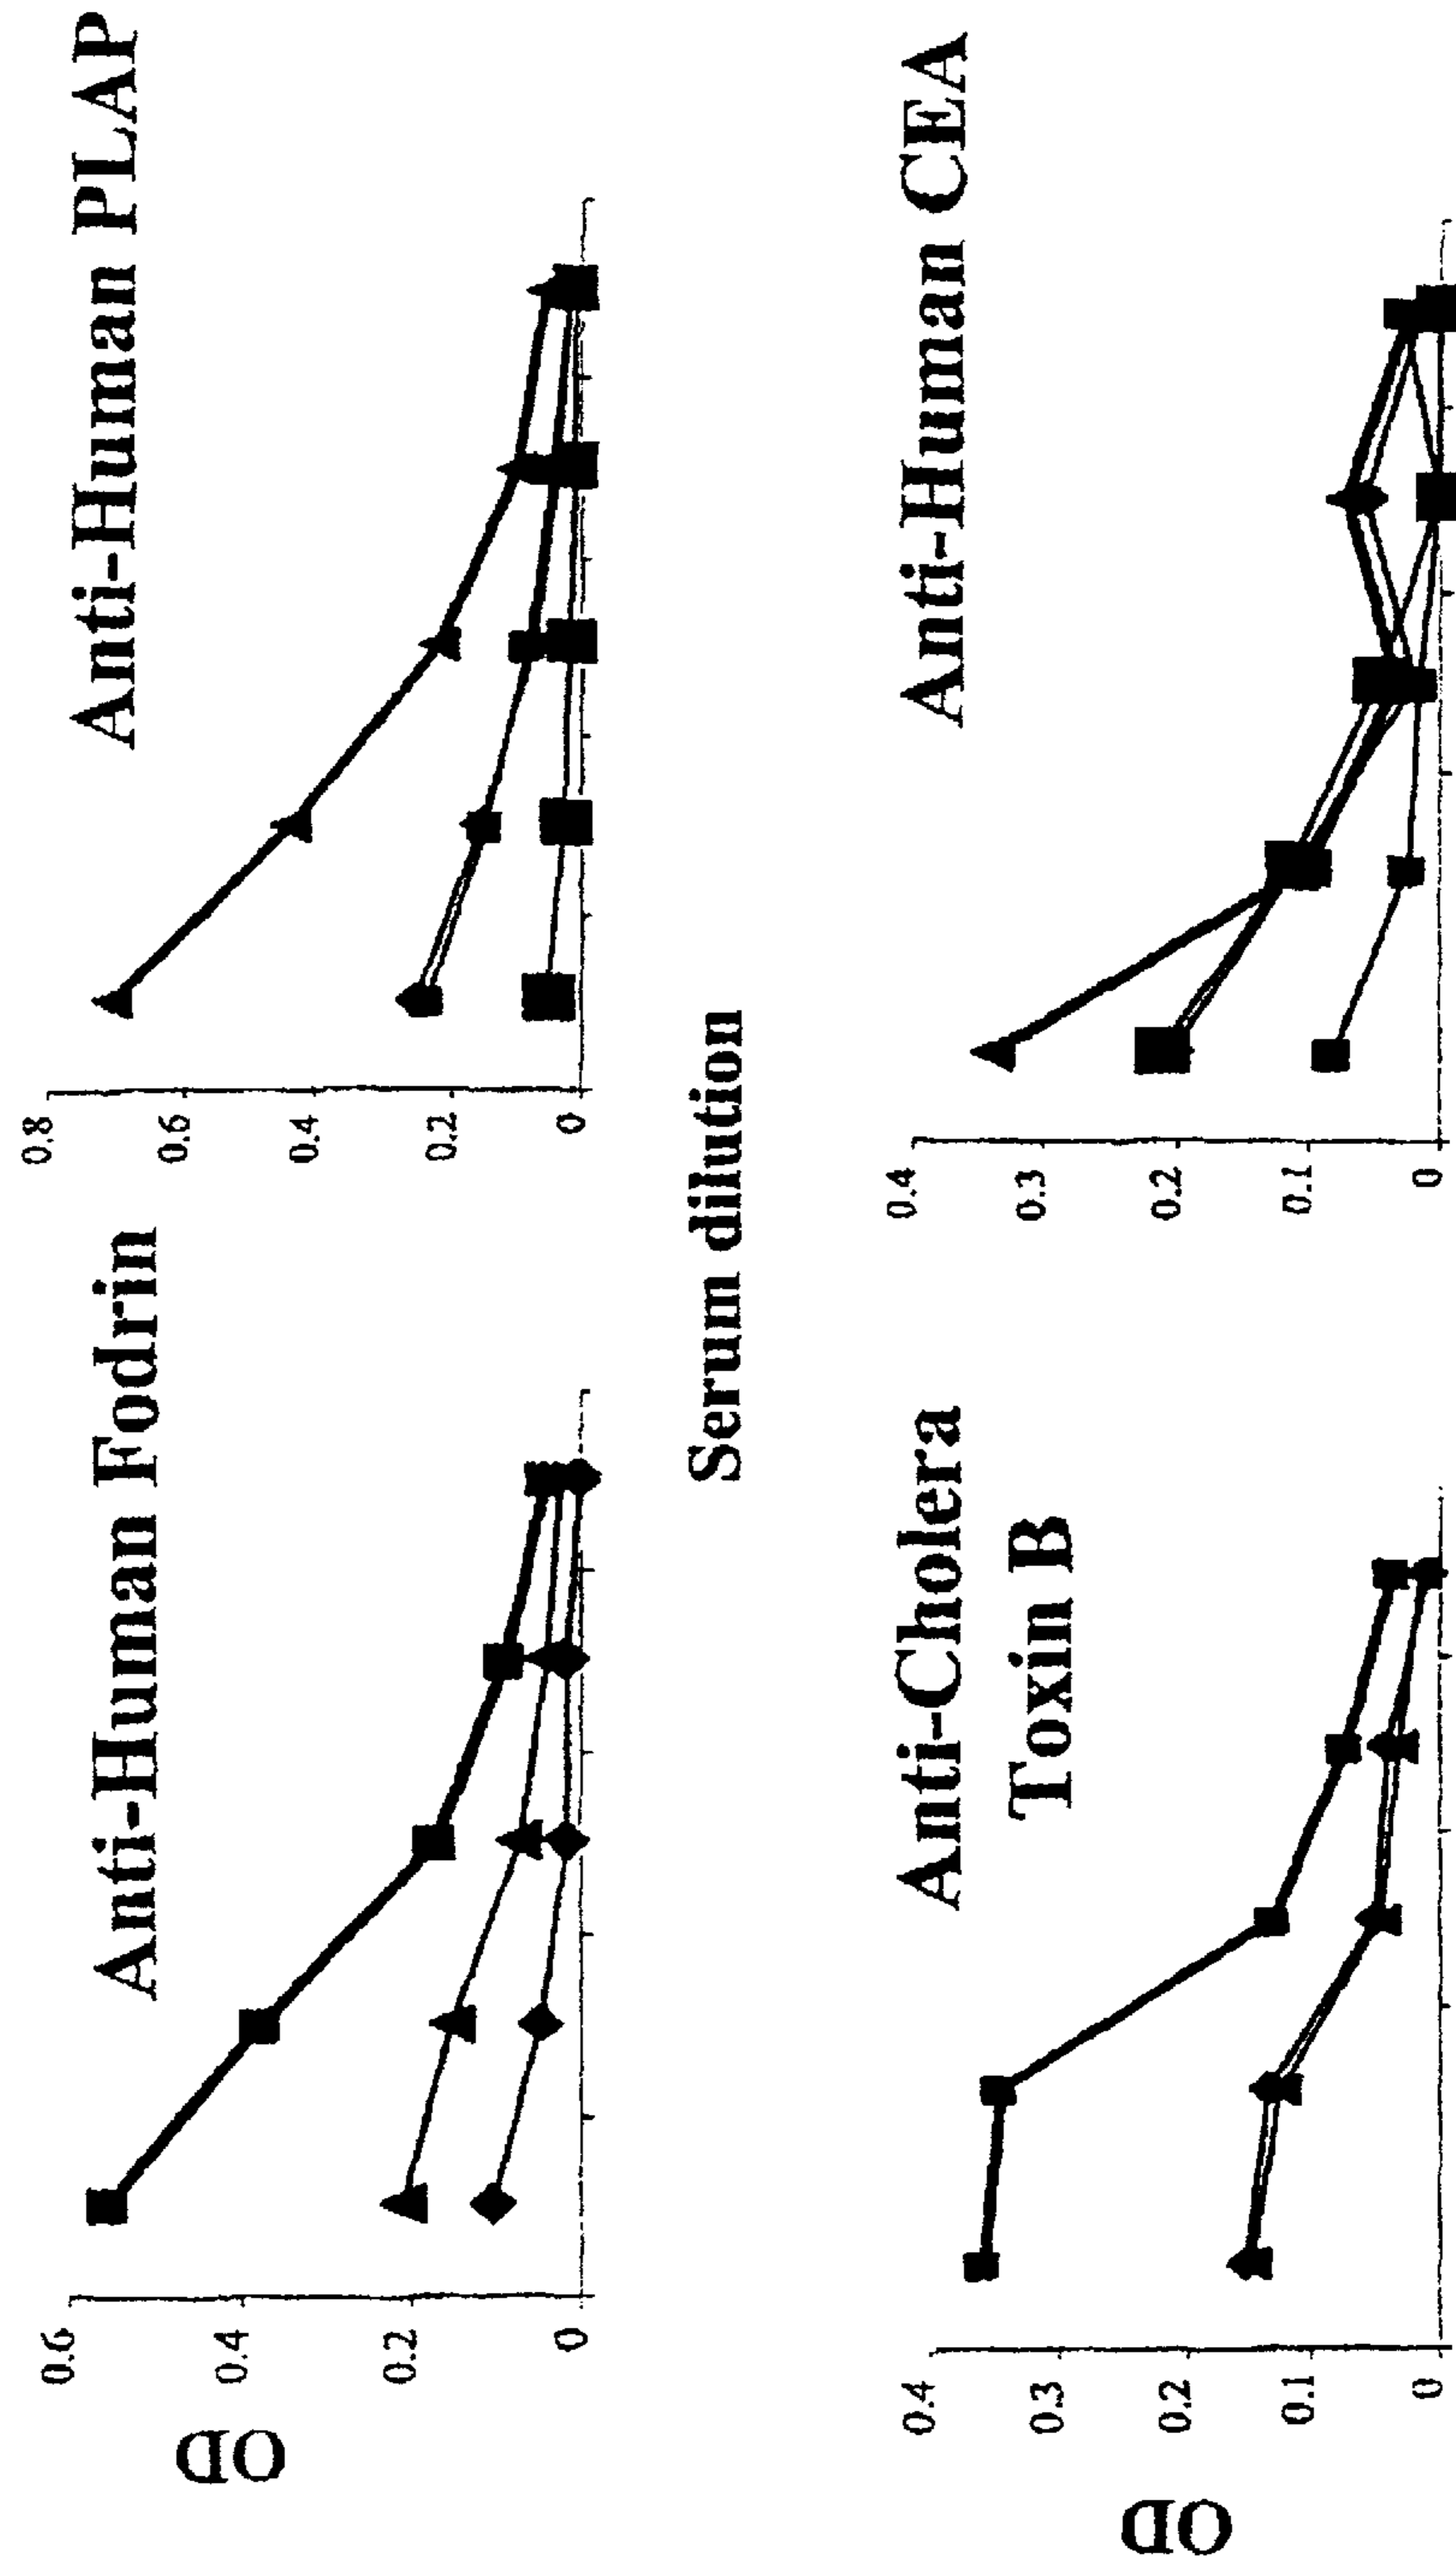 Anti-Human Fodrin
OD
0.6
0.4
0.2
0
Anti-Human PLAP
0.8
0.6
0.4
0.2
0
Serum dilution
Anti-Cholera
Toxin B
OD
0.4
0.3
0.2
0.1
0
Anti-Human CEA
0.4
0.3
0.2
0.1
0